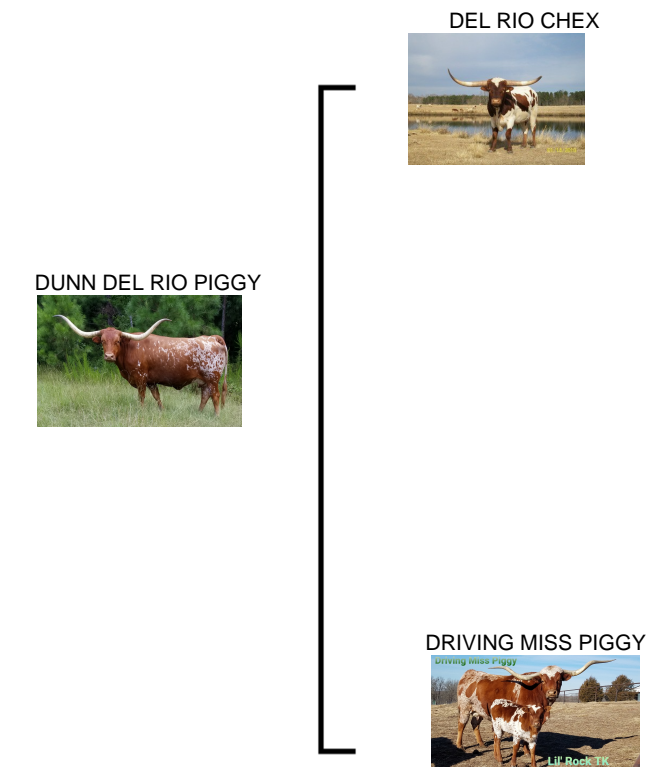 DEL RIO CHEX
DUNN DEL RIO PIGGY
DRIVING MISS PIGGY
Driving Miss Piggy
Lil' Rock TK